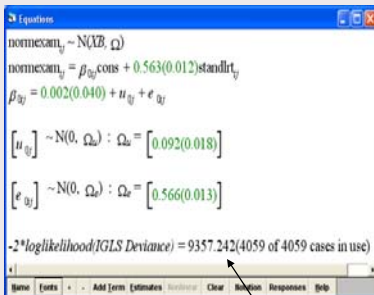 Equations
normexam_ij ~ N(XB, Ω)
normexam_ij = β_0ij cons + 0.563(0.012)standlrt_ij
β_0ij = 0.002(0.040) + u_0j + e_0ij
[u_0j] ~ N(0, Ω_u) : Ω_u = [0.092(0.018)]
[e_0ij] ~ N(0, Ω_e) : Ω_e = [0.566(0.013)]
-2*loglikelihood(IGLS Deviance) = 9357.242(4059 of 4059 cases in use)
Name Fonts + - Add Term Estimates Nonlinear Clear Notation Responses Help